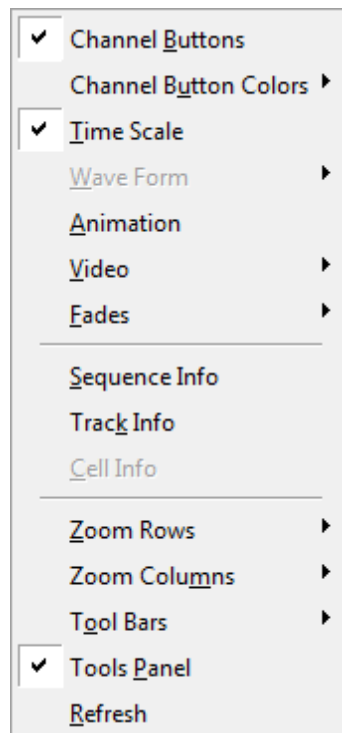 Channel Buttons
Channel Button Colors
Time Scale
Wave Form
Animation
Video
Fades
Sequence Info
Track Info
Cell Info
Zoom Rows
Zoom Columns
Tool Bars
Tools Panel
Refresh